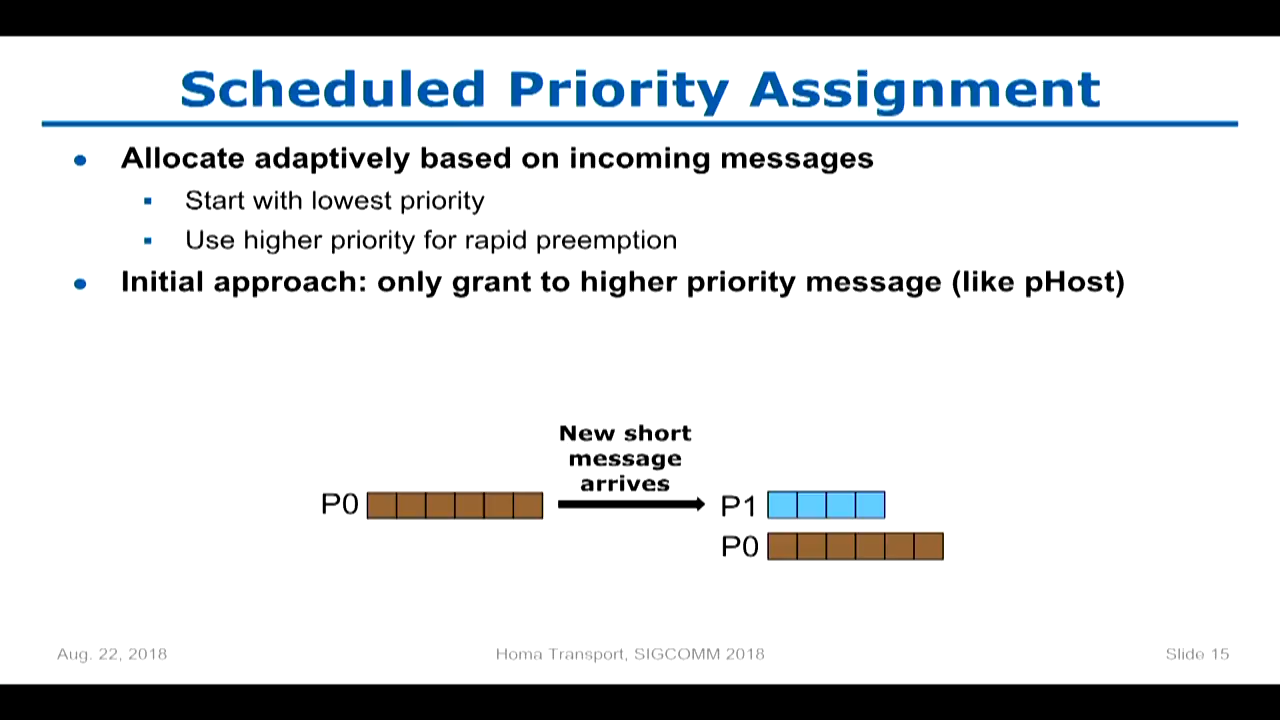 Scheduled Priority Assignment
• Allocate adaptively based on incoming messages
▪ Start with lowest priority
▪ Use higher priority for rapid preemption
• Initial approach: only grant to higher priority message (like pHost)
New short
message
arrives
P0
P1
P0
Aug. 22, 2018
Homa Transport, SIGCOMM 2018
Slide 15